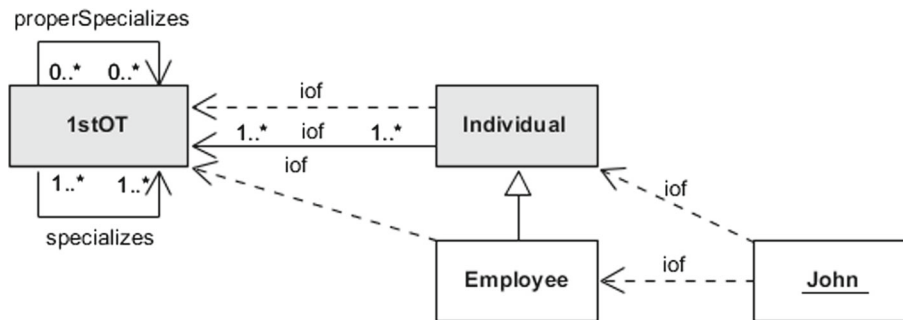 properSpecializes
0..* 0..*
1stOT
iof
Individual
1..* iof 1..*
iof
1..* 1..*
specializes
iof
Employee
iof
John